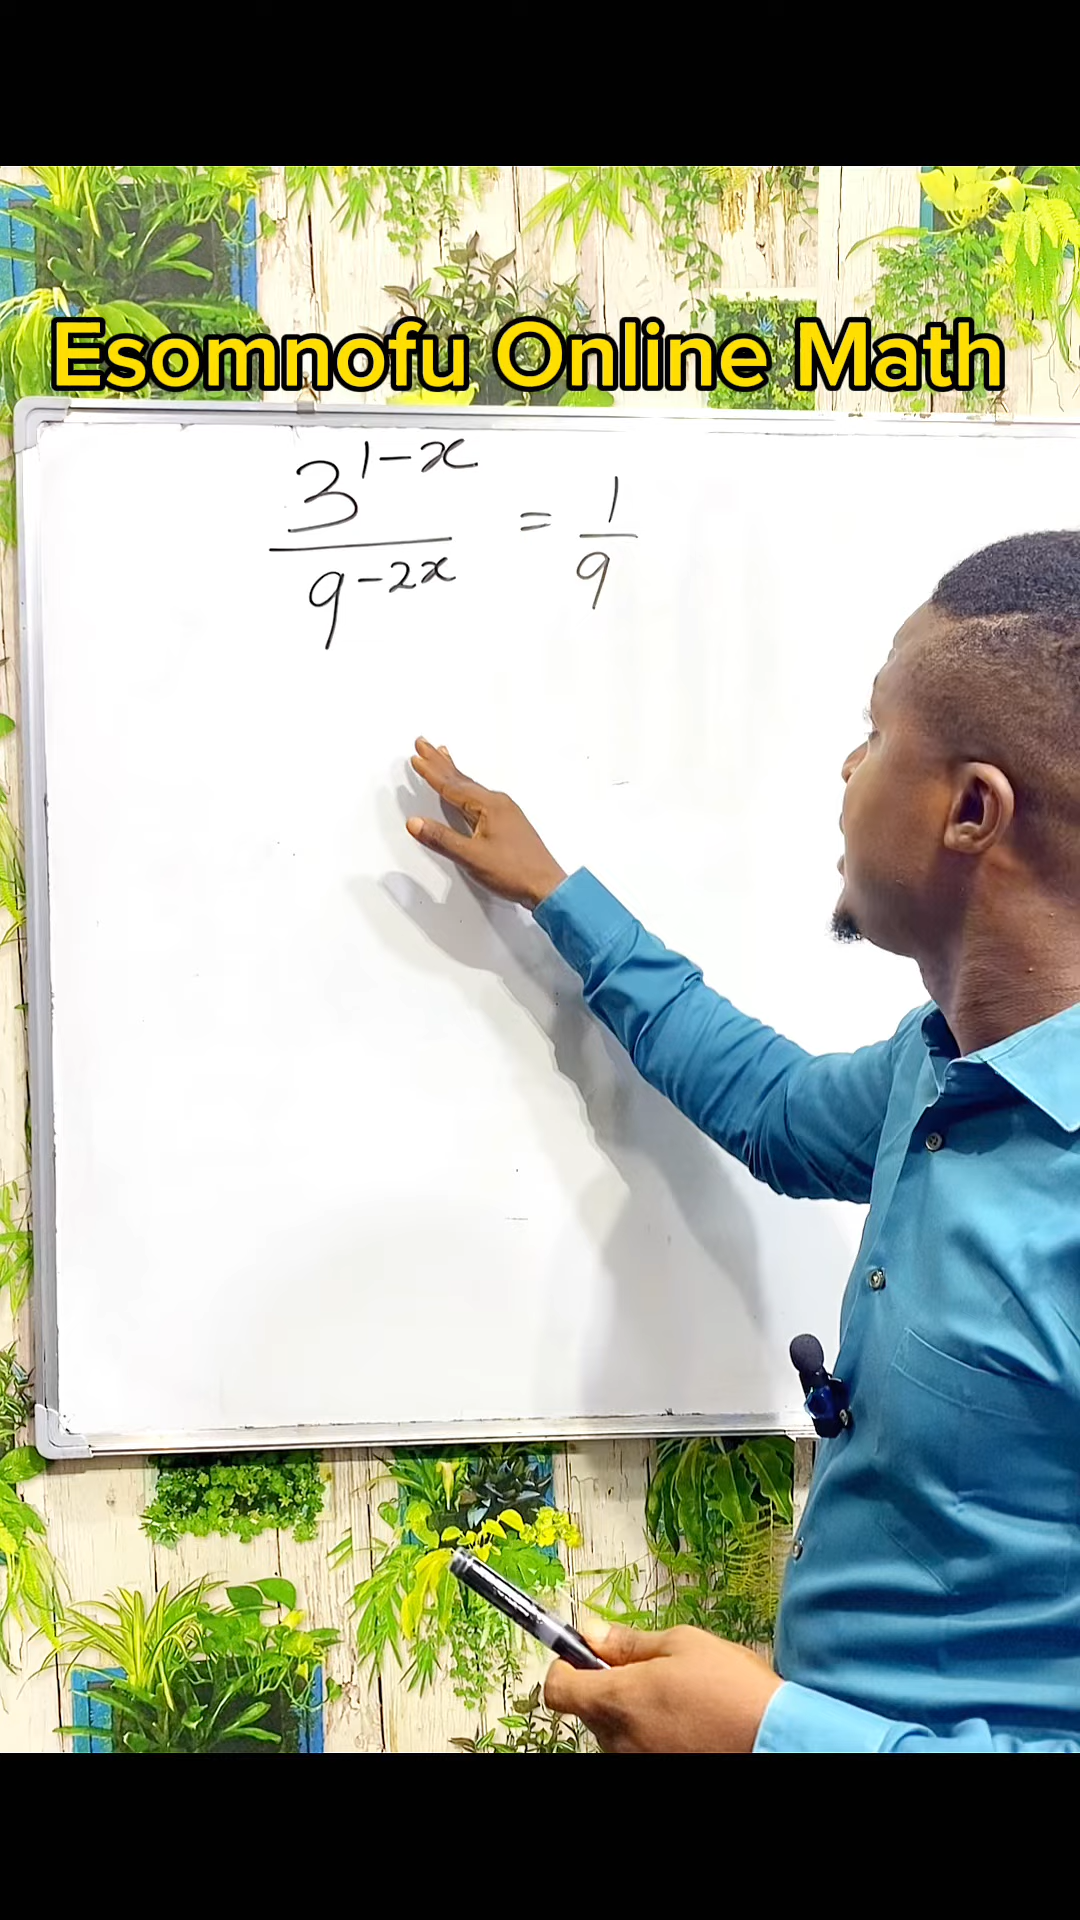 Esomnofu Online Math
3^{1-x} / 9^{-2x} = 1/9